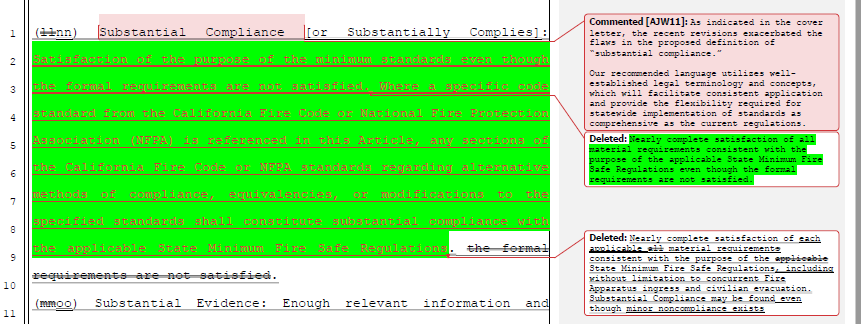 1 (llnn) Substantial Compliance [or Substantially Complies]:
2 Satisfaction of the purpose of the minimum standards even though
3 the formal requirements are not satisfied. Where a specific code
4 standard from the California Fire Code or National Fire Protection
5 Association (NFPA) is referenced in this Article, any sections of
6 the California Fire Code or NFPA standards regarding alternative
7 methods of compliance, equivalencies, or modifications to the
8 specified standards shall constitute substantial compliance with
9 the applicable State Minimum Fire Safe Regulations. the formal
10 requirements are not satisfied.
11 (mmoo) Substantial Evidence: Enough relevant information and
Commented [AJW11]: As indicated in the cover
letter, the recent revisions exacerbated the
flaws in the proposed definition of
“substantial compliance.”
Our recommended language utilizes well-
established legal terminology and concepts,
which will facilitate consistent application
and provide the flexibility required for
statewide implementation of standards as
comprehensive as the current regulations.
Deleted: Nearly complete satisfaction of all
material requirements consistent with the
purpose of the applicable State Minimum Fire
Safe Regulations even though the formal
requirements are not satisfied.
Deleted: Nearly complete satisfaction of each
applicable all material requirements
consistent with the purpose of the applicable
State Minimum Fire Safe Regulations, including
without limitation to concurrent Fire
Apparatus ingress and civilian evacuation.
Substantial Compliance may be found even
though minor noncompliance exists